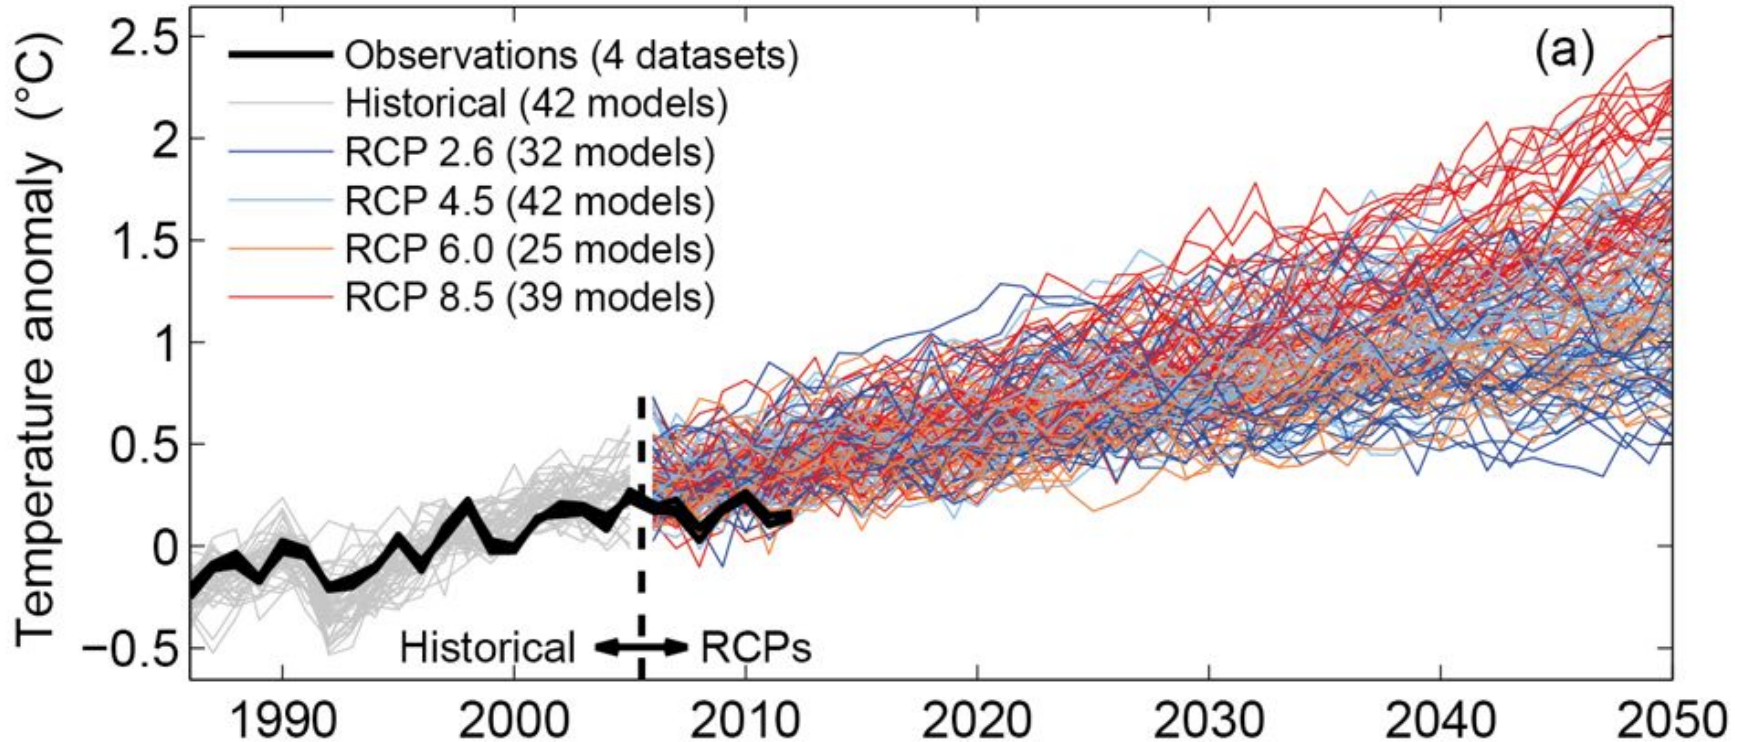 (a)
Observations (4 datasets)
Historical (42 models)
RCP 2.6 (32 models)
RCP 4.5 (42 models)
RCP 6.0 (25 models)
RCP 8.5 (39 models)
Temperature anomaly (°C)
2.5
2
1.5
1
0.5
0
−0.5
Historical
RCPs
1990
2000
2010
2020
2030
2040
2050